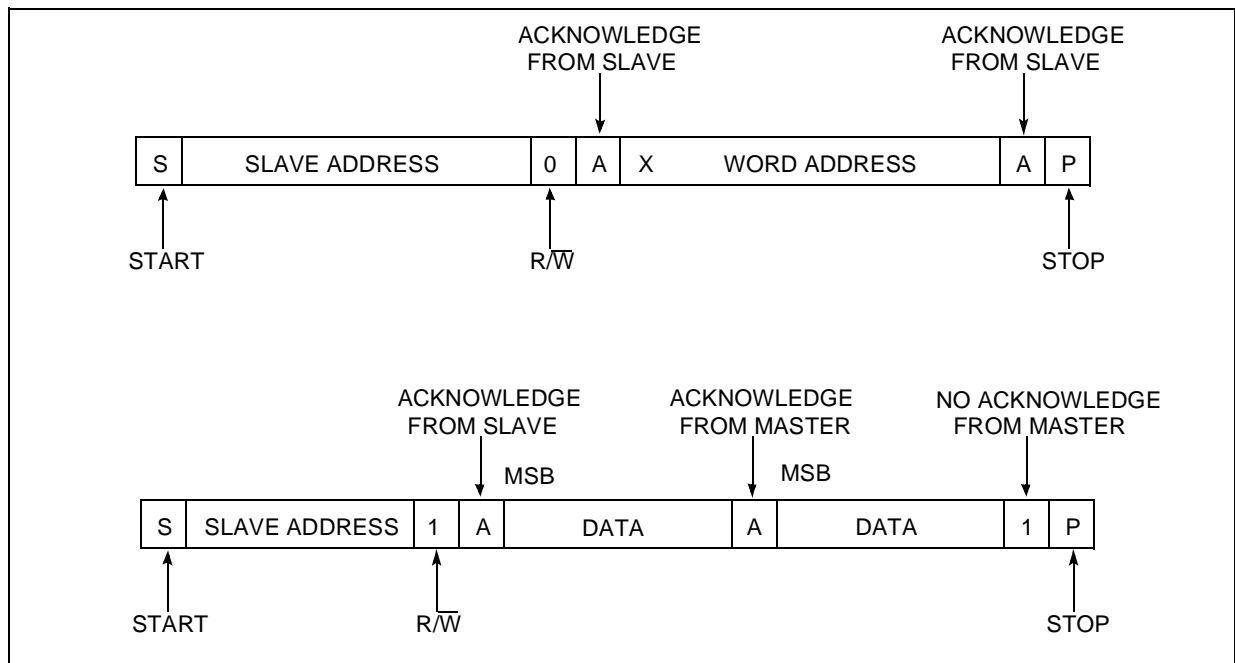 ACKNOWLEDGE
FROM SLAVE
ACKNOWLEDGE
FROM SLAVE
S SLAVE ADDRESS 0 A X WORD ADDRESS A P
START R/W̅ STOP
ACKNOWLEDGE
FROM SLAVE
ACKNOWLEDGE
FROM MASTER
NO ACKNOWLEDGE
FROM MASTER
MSB MSB
S SLAVE ADDRESS 1 A DATA A DATA 1 P
START R/W̅ STOP